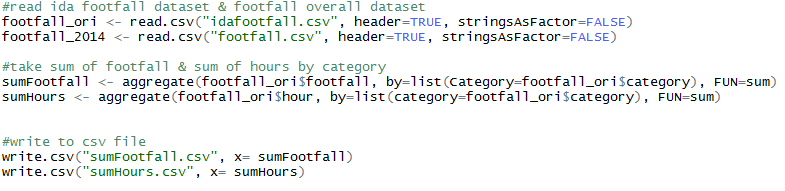 #read ida footfall dataset & footfall overall dataset
footfall_ori <- read.csv("idafootfall.csv", header=TRUE, stringsAsFactor=FALSE)
footfall_2014 <- read.csv("footfall.csv", header=TRUE, stringsAsFactor=FALSE)
#take sum of footfall & sum of hours by category
sumFootfall <- aggregate(footfall_ori$footfall, by=list(Category=footfall_ori$category), FUN=sum)
sumHours <- aggregate(footfall_ori$hour, by=list(category=footfall_ori$category), FUN=sum)
#write to csv file
write.csv("sumFootfall.csv", x= sumFootfall)
write.csv("sumHours.csv", x= sumHours)